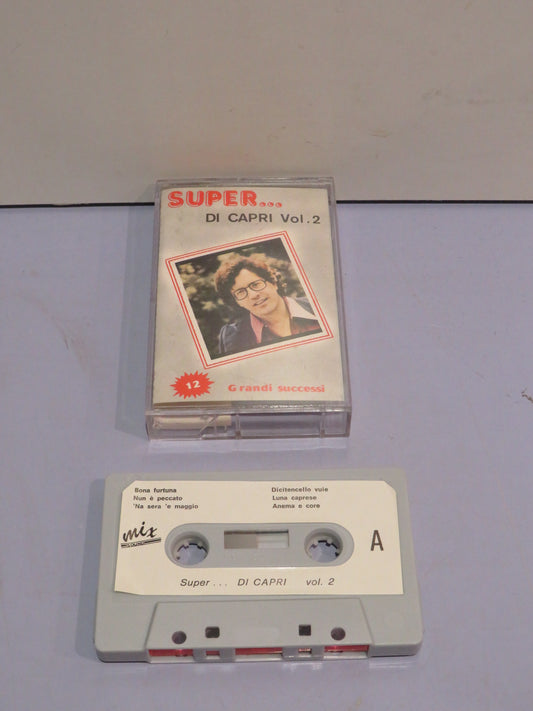 SUPER...
DI CAPRI Vol.2
12
Grandi successi
Bona furtuna
Nun è peccato
'Na sera 'e maggio
Dicitencello vuie
Luna caprese
Anema e core
mix
A
Super... DI CAPRI vol. 2